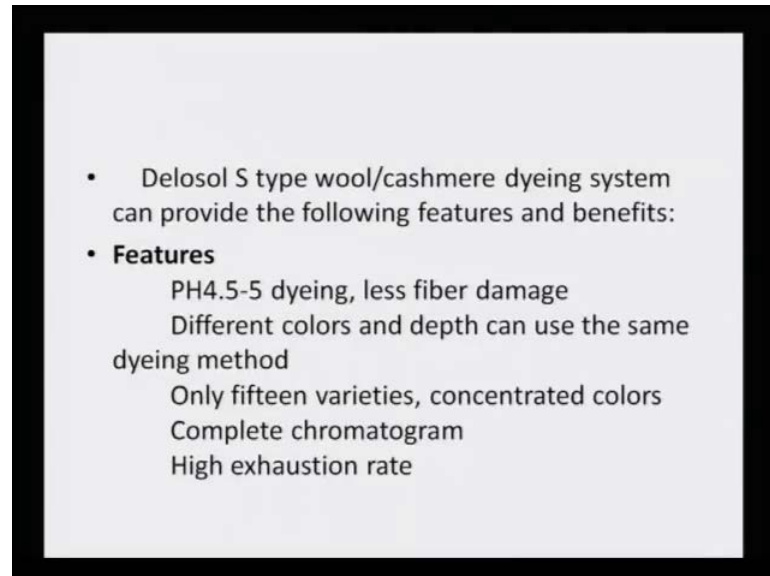 • Delosol S type wool/cashmere dyeing system
can provide the following features and benefits:
• Features
PH4.5-5 dyeing, less fiber damage
Different colors and depth can use the same
dyeing method
Only fifteen varieties, concentrated colors
Complete chromatogram
High exhaustion rate